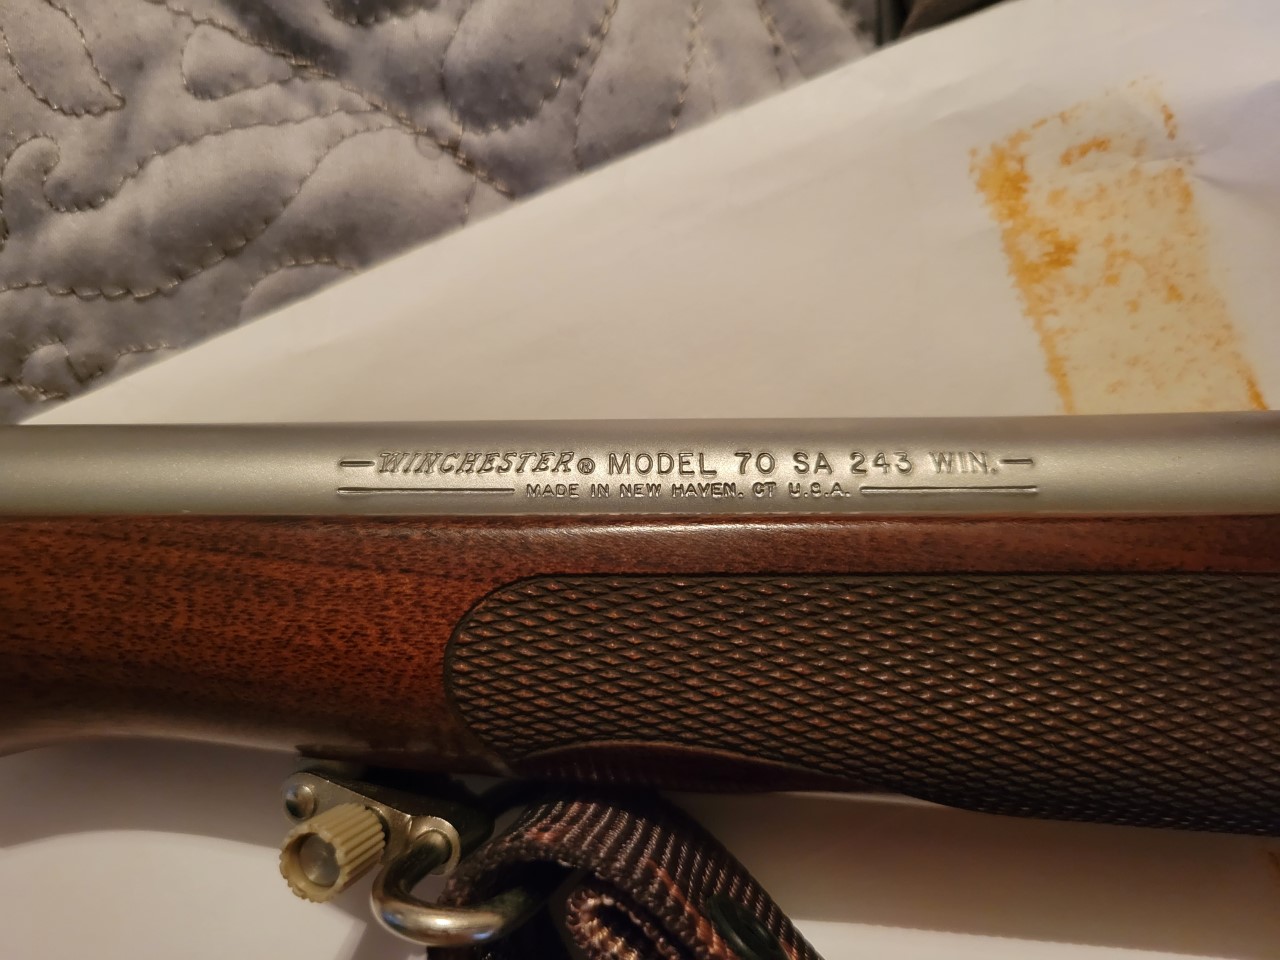 WINCHESTER® MODEL 70 SA 243 WIN.
MADE IN NEW HAVEN, CT U.S.A.